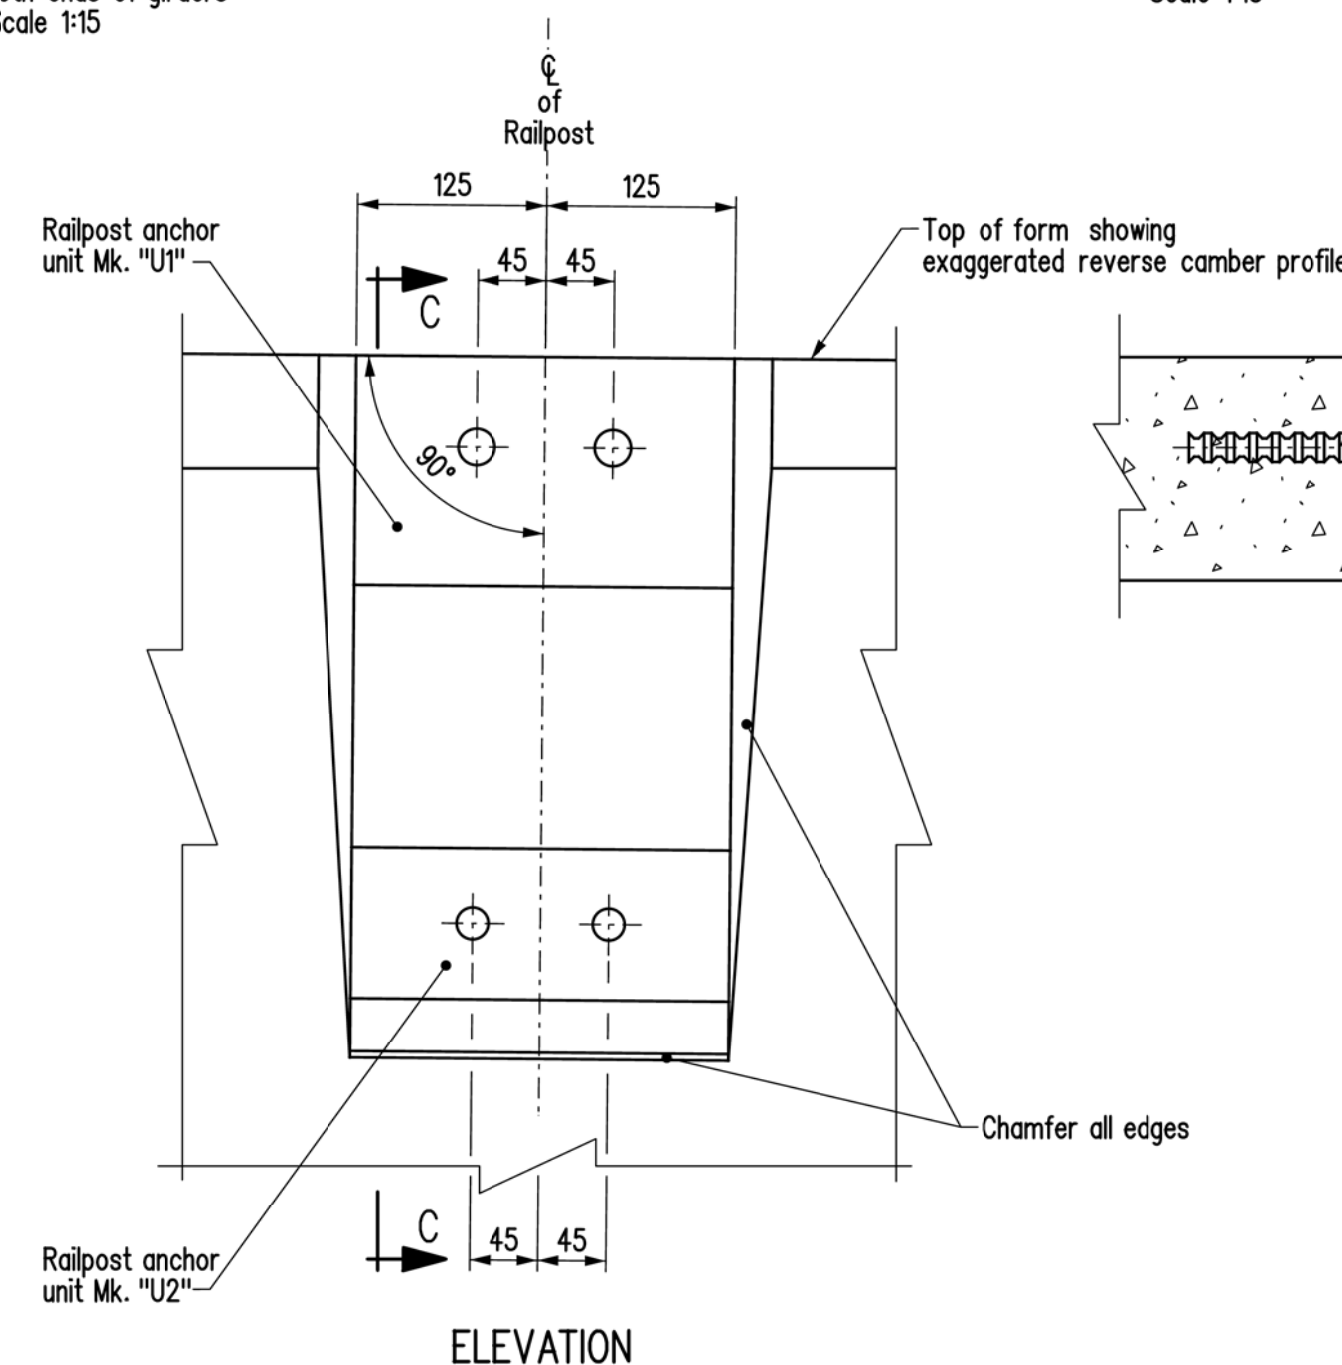 Scale 1:15
℄
of
Railpost
125
125
Railpost anchor
unit Mk. "U1"
Top of form showing
exaggerated reverse camber profile
45
45
C
90°
Chamfer all edges
Railpost anchor
unit Mk. "U2"
C
45
45
ELEVATION